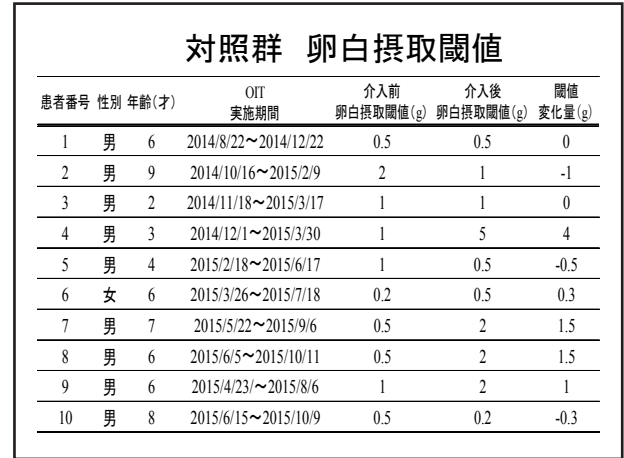 対照群 卵白摂取閾値
患者番号 性別 年齢(才) OIT 実施期間 介入前 卵白摂取閾値(g) 介入後 卵白摂取閾値(g) 閾値 変化量(g)
1 男 6 2014/8/22～2014/12/22 0.5 0.5 0
2 男 9 2014/10/16～2015/2/9 2 1 -1
3 男 2 2014/11/18～2015/3/17 1 1 0
4 男 3 2014/12/1～2015/3/30 1 5 4
5 男 4 2015/2/18～2015/6/17 1 0.5 -0.5
6 女 6 2015/3/26～2015/7/18 0.2 0.5 0.3
7 男 7 2015/5/22～2015/9/6 0.5 2 1.5
8 男 6 2015/6/5～2015/10/11 0.5 2 1.5
9 男 6 2015/4/23/～2015/8/6 1 2 1
10 男 8 2015/6/15～2015/10/9 0.5 0.2 -0.3